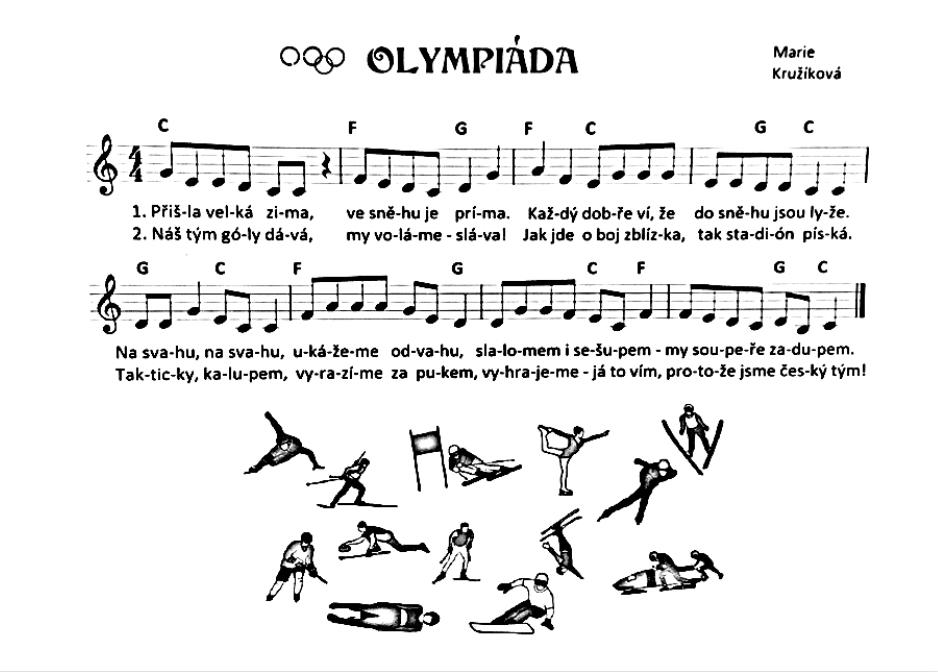 OLYMPIÁDA
Marie
Kružíková
C F G F C G C
4
4
1. Přiš-la vel-ká zi-ma, ve sně-hu je prí-ma. Kaž-dý dob-ře ví, že do sně-hu jsou ly-že.
2. Náš tým gó-ly dá-vá, my vo-lá-me - slá-va! Jak jde o boj zblíz-ka, tak sta-di-ón pís-ká.
G C F G C F G C
Na sva-hu, na sva-hu, u-ká-že-me od-va-hu, sla-lo-mem i se-šu-pem - my sou-pe-ře za-du-pem.
Tak-tic-ky, ka-lu-pem, vy-ra-zí-me za pu-kem, vy-hra-je-me - já to vím, pro-to-že jsme čes-ký tým!